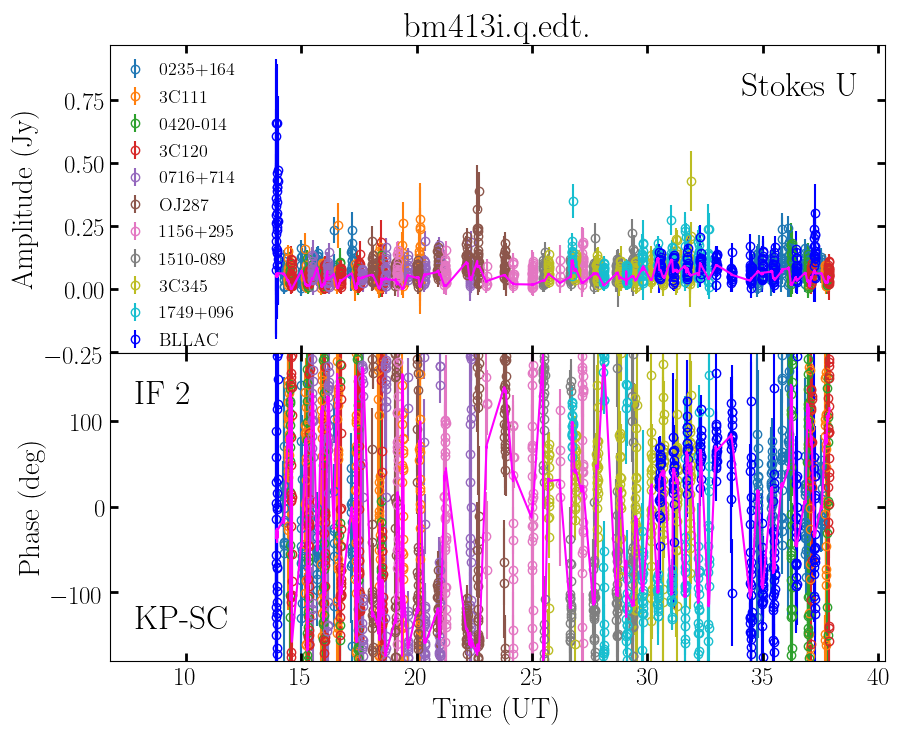 bm413i.q.edt.
Stokes U
0235+164
3C111
0420-014
3C120
0716+714
OJ287
1156+295
1510-089
3C345
1749+096
BLLAC
Amplitude (Jy)
0.75
0.50
0.25
0.00
−0.25
IF 2
KP-SC
Phase (deg)
100
0
−100
10 15 20 25 30 35 40
Time (UT)